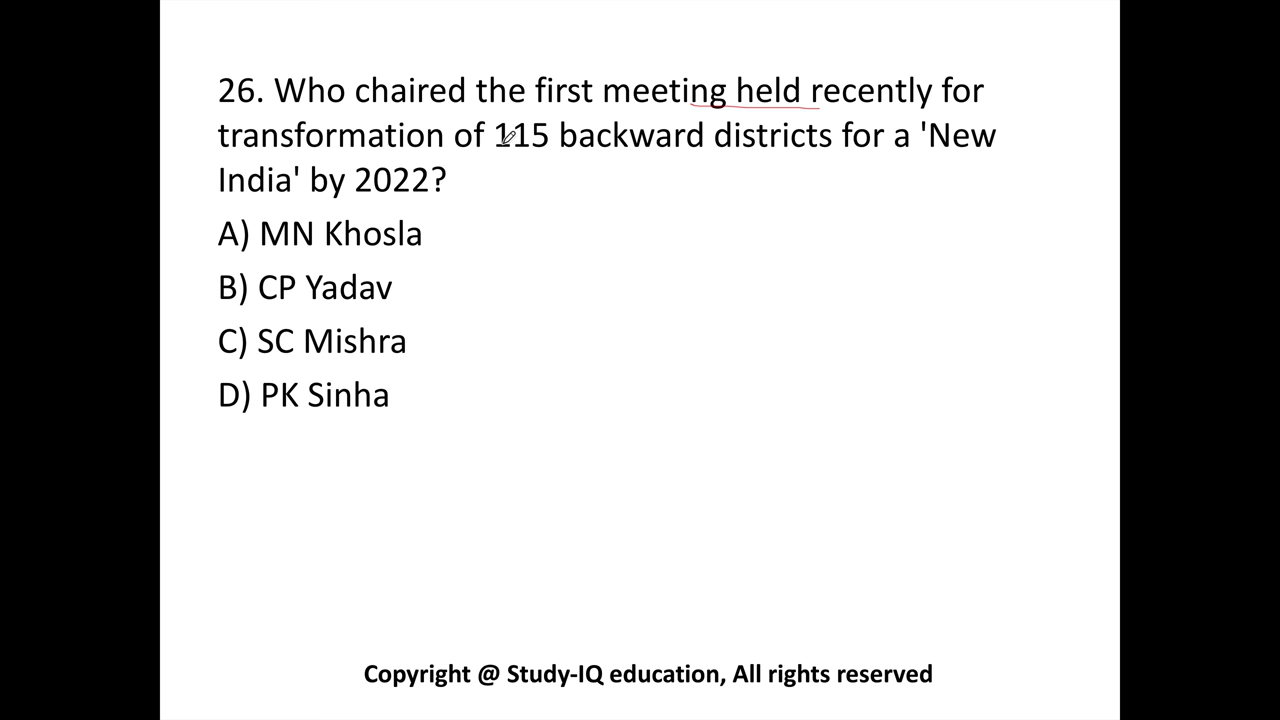 26. Who chaired the first meeting held recently for
transformation of 115 backward districts for a 'New
India' by 2022?
A) MN Khosla
B) CP Yadav
C) SC Mishra
D) PK Sinha
Copyright @ Study-IQ education, All rights reserved